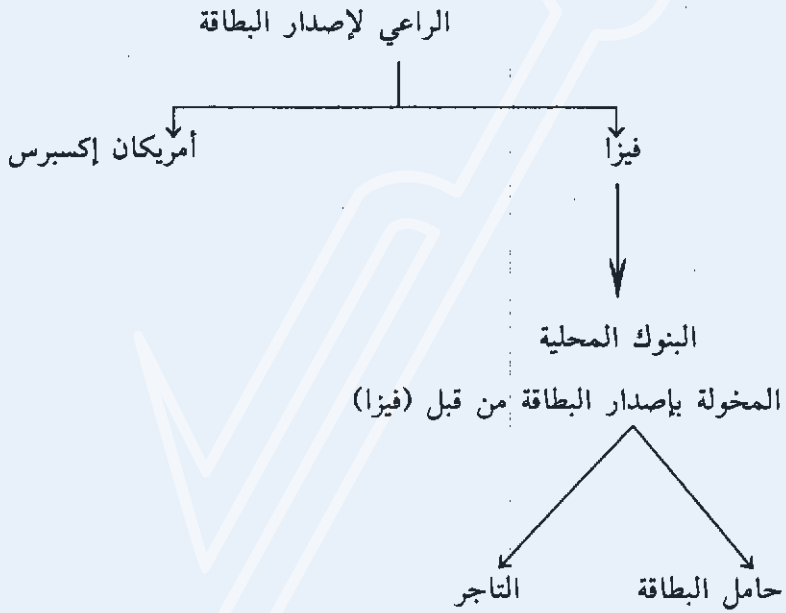 الراعي لإصدار البطاقة
فيزا
أمريكان إكسبرس
البنوك المحلية
المخولة بإصدار البطاقة من قبل (فيزا)
حامل البطاقة
التاجر